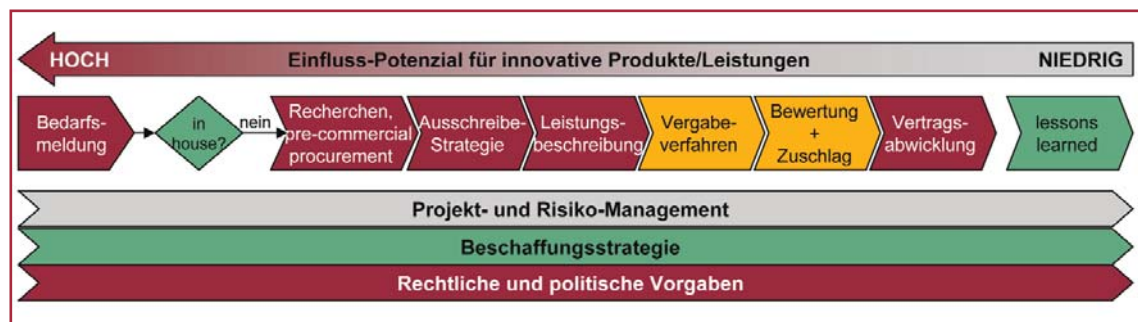 HOCH Einfluss-Potenzial für innovative Produkte/Leistungen NIEDRIG
Bedarfs-
meldung
in
house?
nein
Recherchen,
pre-commercial
procurement
Ausschreibe-
Strategie
Leistungs-
beschreibung
Vergabe-
verfahren
Bewertung
+
Zuschlag
Vertrags-
abwicklung
lessons
learned
Projekt- und Risiko-Management
Beschaffungsstrategie
Rechtliche und politische Vorgaben